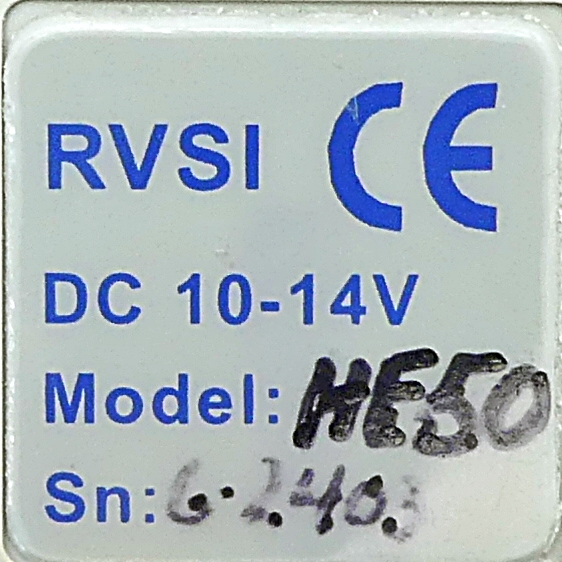 RVSI CE
DC 10-14V
Model: HE50
Sn: